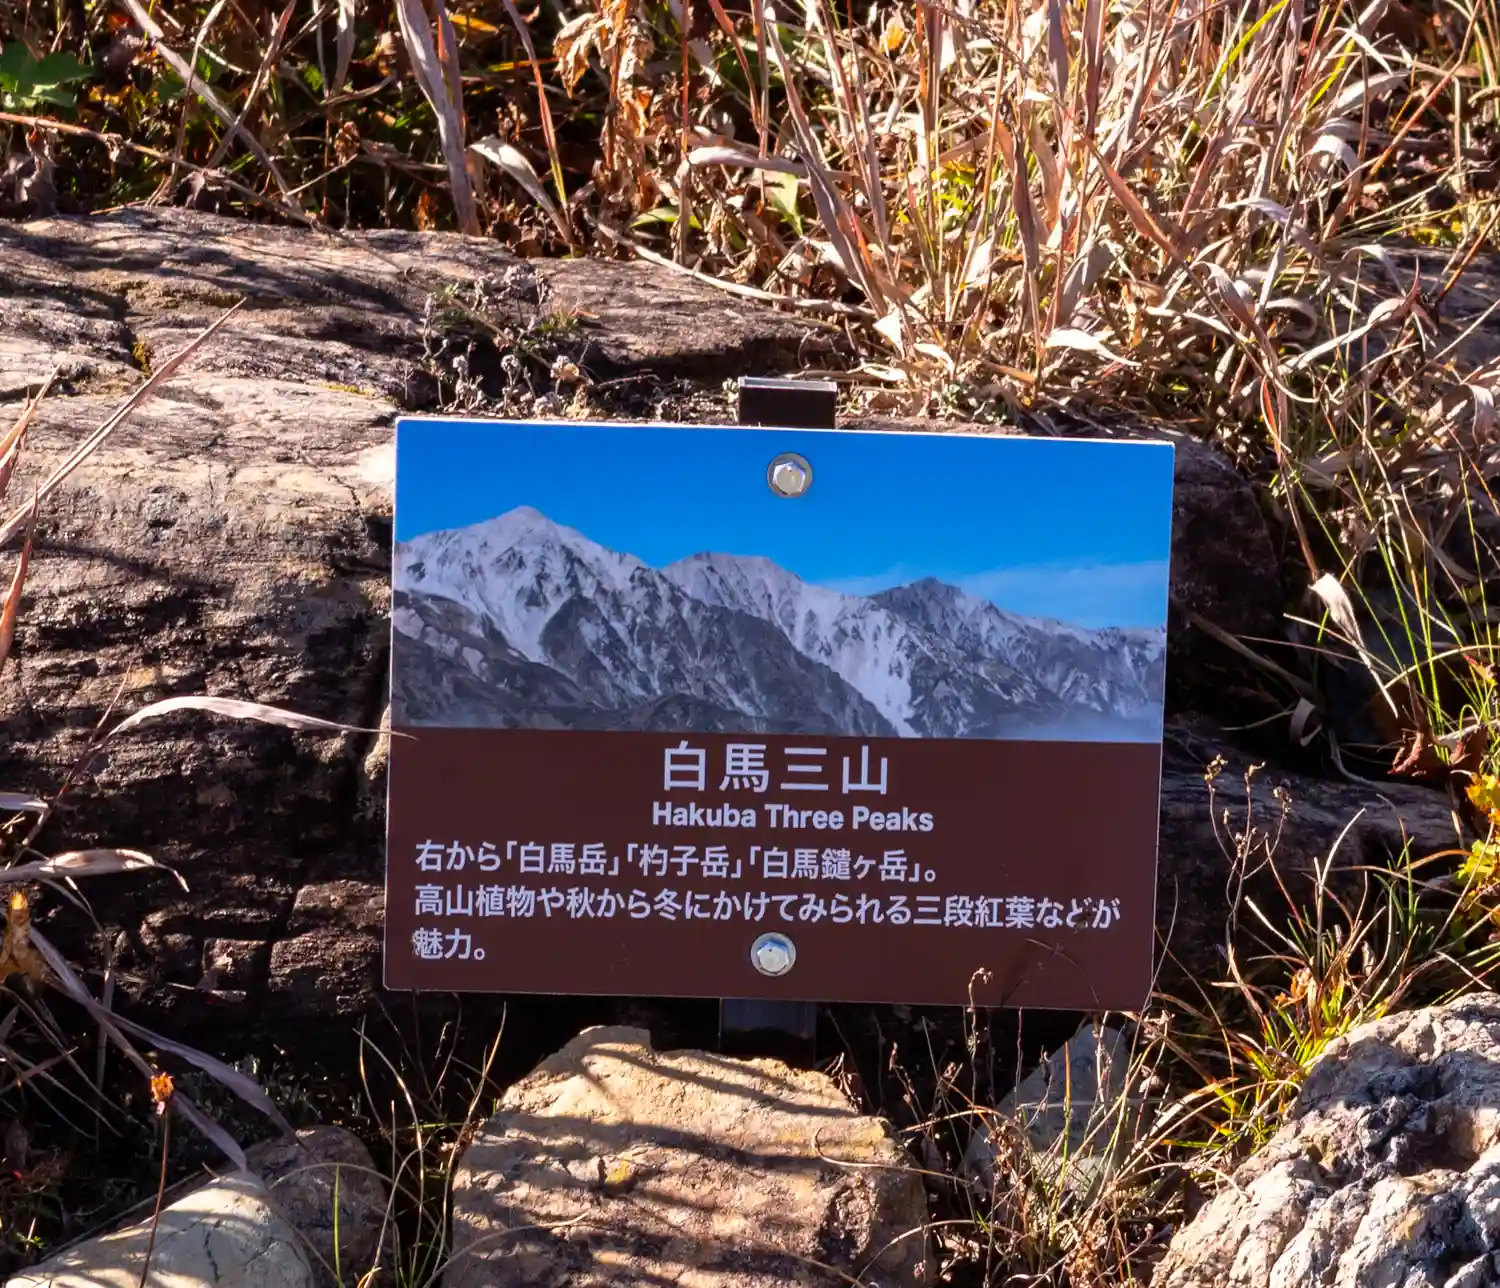 白馬三山
Hakuba Three Peaks
右から「白馬岳」「杓子岳」「白馬鑓ヶ岳」。
高山植物や秋から冬にかけてみられる三段紅葉などが
魅力。